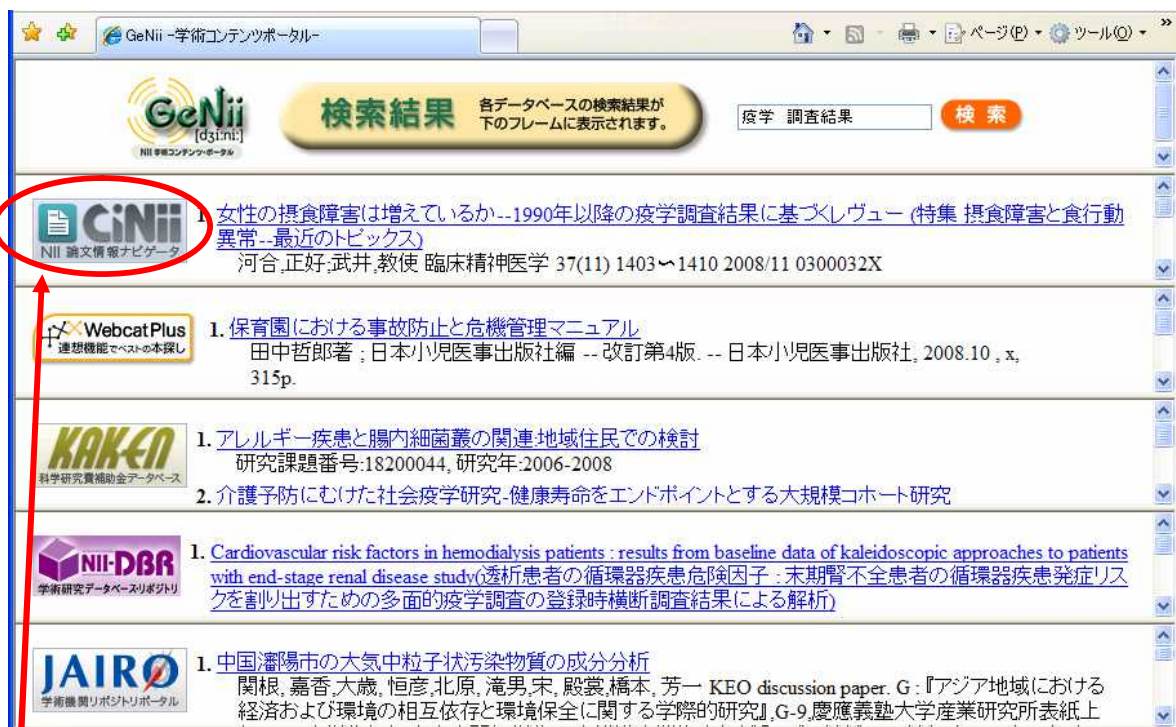 GeNii -学術コンテンツポータル-
ページ(P)
ツール(O)
»
GeNii
[dʒi:ni:]
NII 学術コンテンツ・ポータル
検索結果
各データベースの検索結果が
下のフレームに表示されます。
疫学 調査結果
検 索
CiNii
NII 論文情報ナビゲータ
1. 女性の摂食障害は増えているか--1990年以降の疫学調査結果に基づくレヴュー (特集 摂食障害と食行動
異常--最近のトピックス)
河合,正好;武井,教使 臨床精神医学 37(11) 1403〜1410 2008/11 0300032X
WebcatPlus
連想機能でベストの本探し
1. 保育園における事故防止と危機管理マニュアル
田中哲郎著 ; 日本小児医事出版社編 -- 改訂第4版. -- 日本小児医事出版社, 2008.10 , x,
315p.
KAKEN
科学研究費補助金データベース
1. アレルギー疾患と腸内細菌叢の関連:地域住民での検討
研究課題番号:18200044, 研究年:2006-2008
2. 介護予防にむけた社会疫学研究-健康寿命をエンドポイントとする大規模コホート研究
NII-DBR
学術研究データベース・リポジトリ
1. Cardiovascular risk factors in hemodialysis patients : results from baseline data of kaleidoscopic approaches to patients
with end-stage renal disease study(透析患者の循環器疾患危険因子 : 末期腎不全患者の循環器疾患発症リス
クを割り出すための多面的疫学調査の登録時横断調査結果による解析)
JAIRO
学術機関リポジトリポータル
1. 中国瀋陽市の大気中粒子状汚染物質の成分分析
関根, 嘉香,大歳, 恒彦,北原, 滝男,宋, 殿裳,橋本, 芳一 KEO discussion paper. G : 『アジア地域における
経済および環境の相互依存と環境保全に関する学際的研究』,G-9,慶應義塾大学産業研究所表紙上